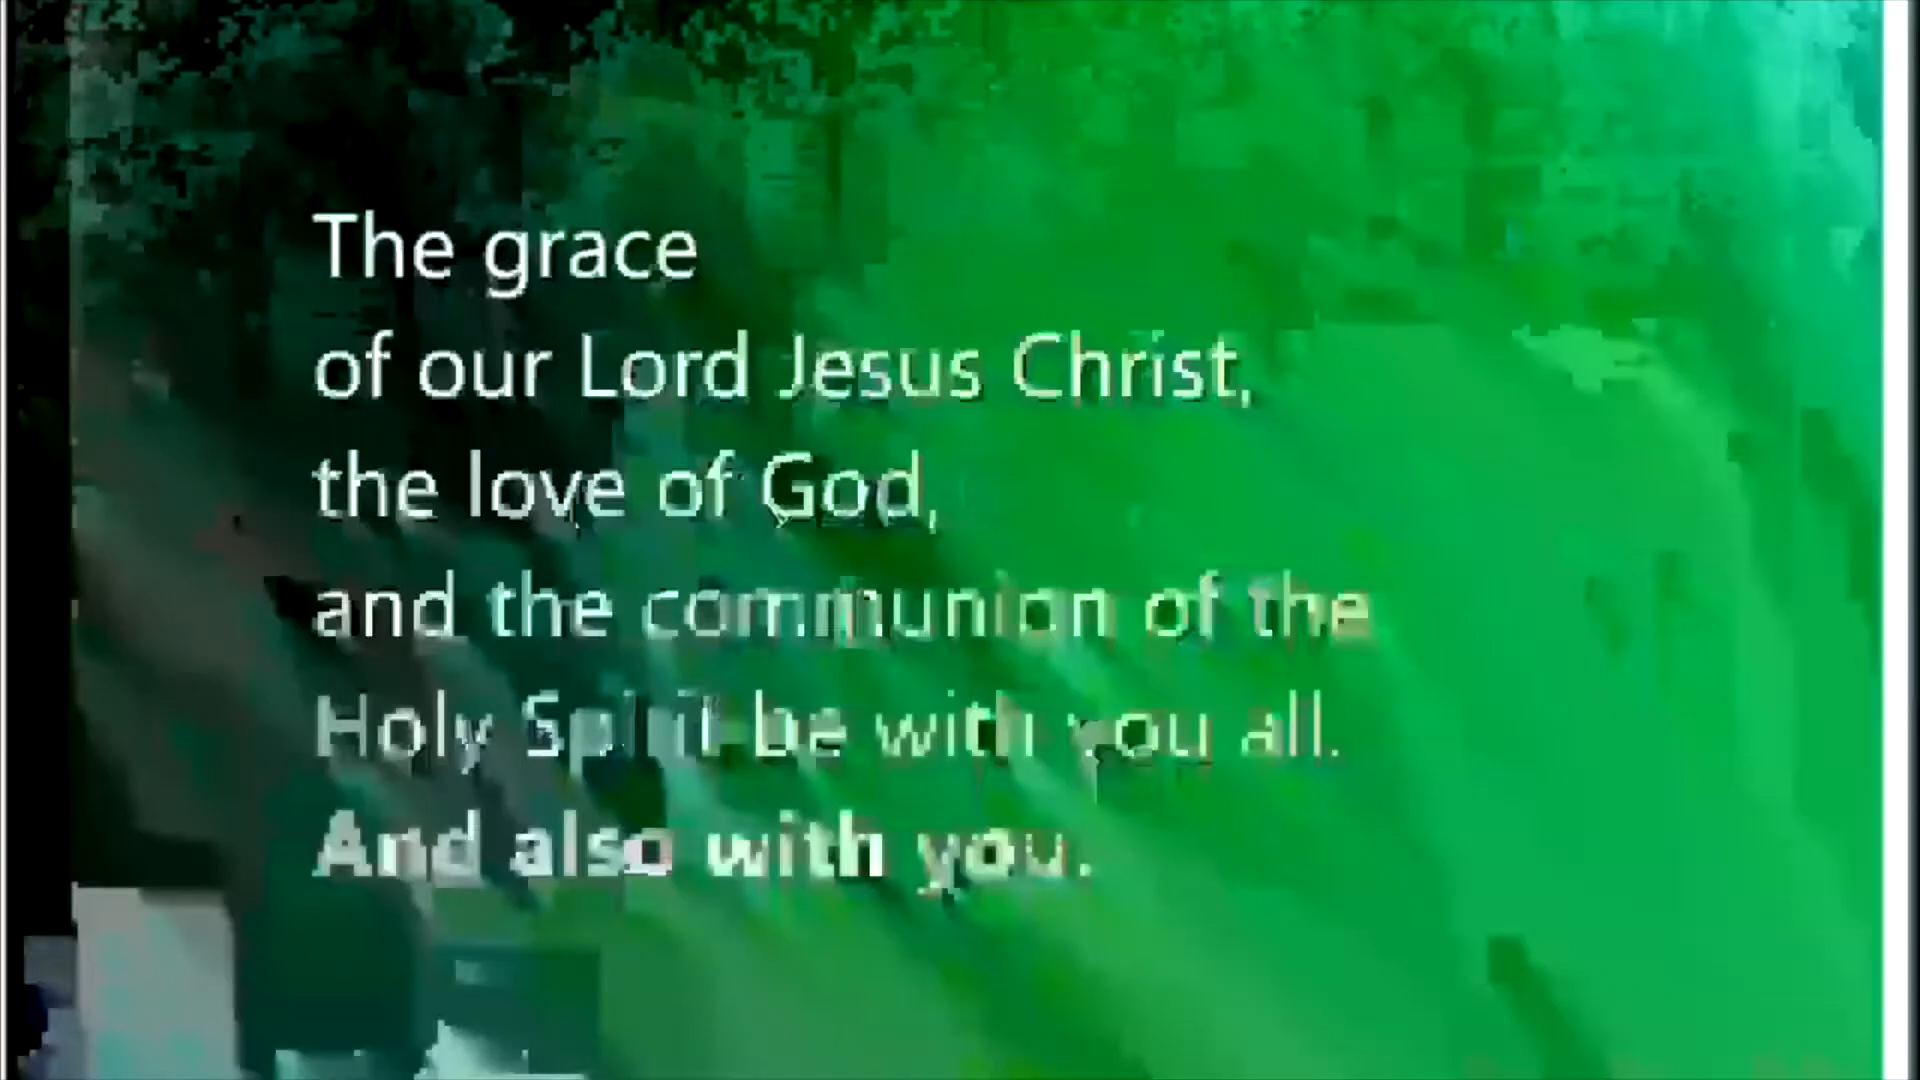 The grace
of our Lord Jesus Christ,
the love of God,
and the communion of the
Holy Spirit be with you all.
And also with you.